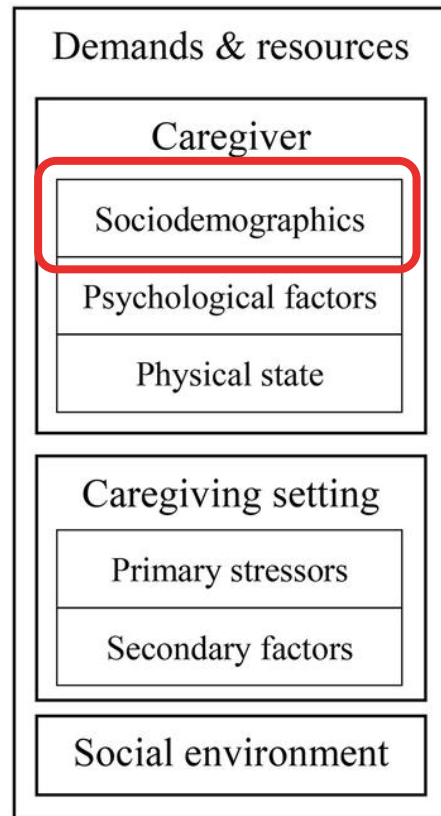 Demands & resources
Caregiver
Sociodemographics
Psychological factors
Physical state
Caregiving setting
Primary stressors
Secondary factors
Social environment